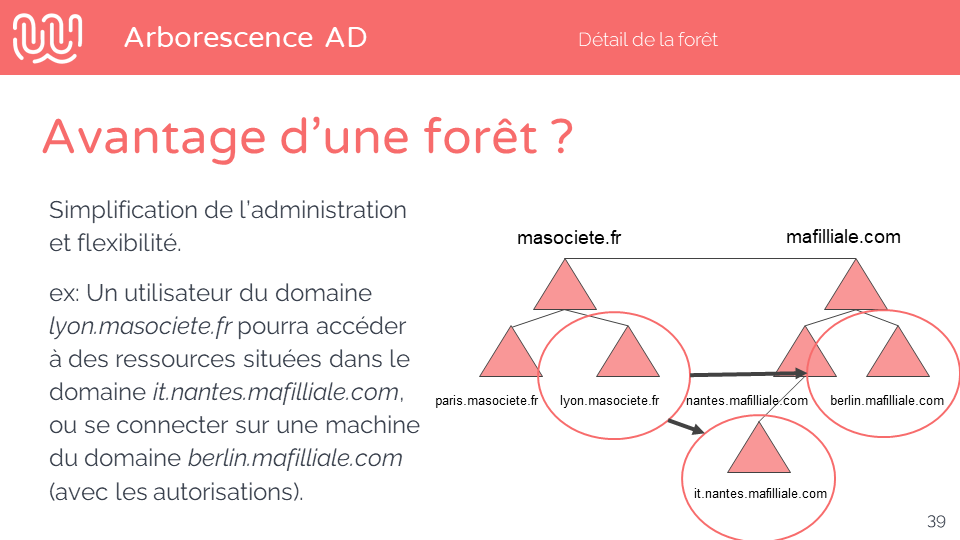 Arborescence AD
Détail de la forêt
Avantage d’une forêt ?
Simplification de l’administration
et flexibilité.
ex: Un utilisateur du domaine
lyon.masociete.fr pourra accéder
à des ressources situées dans le
domaine it.nantes.mafilliale.com,
ou se connecter sur une machine
du domaine berlin.mafilliale.com
(avec les autorisations).
masociete.fr
mafilliale.com
paris.masociete.fr
lyon.masociete.fr
nantes.mafilliale.com
berlin.mafilliale.com
it.nantes.mafilliale.com
39